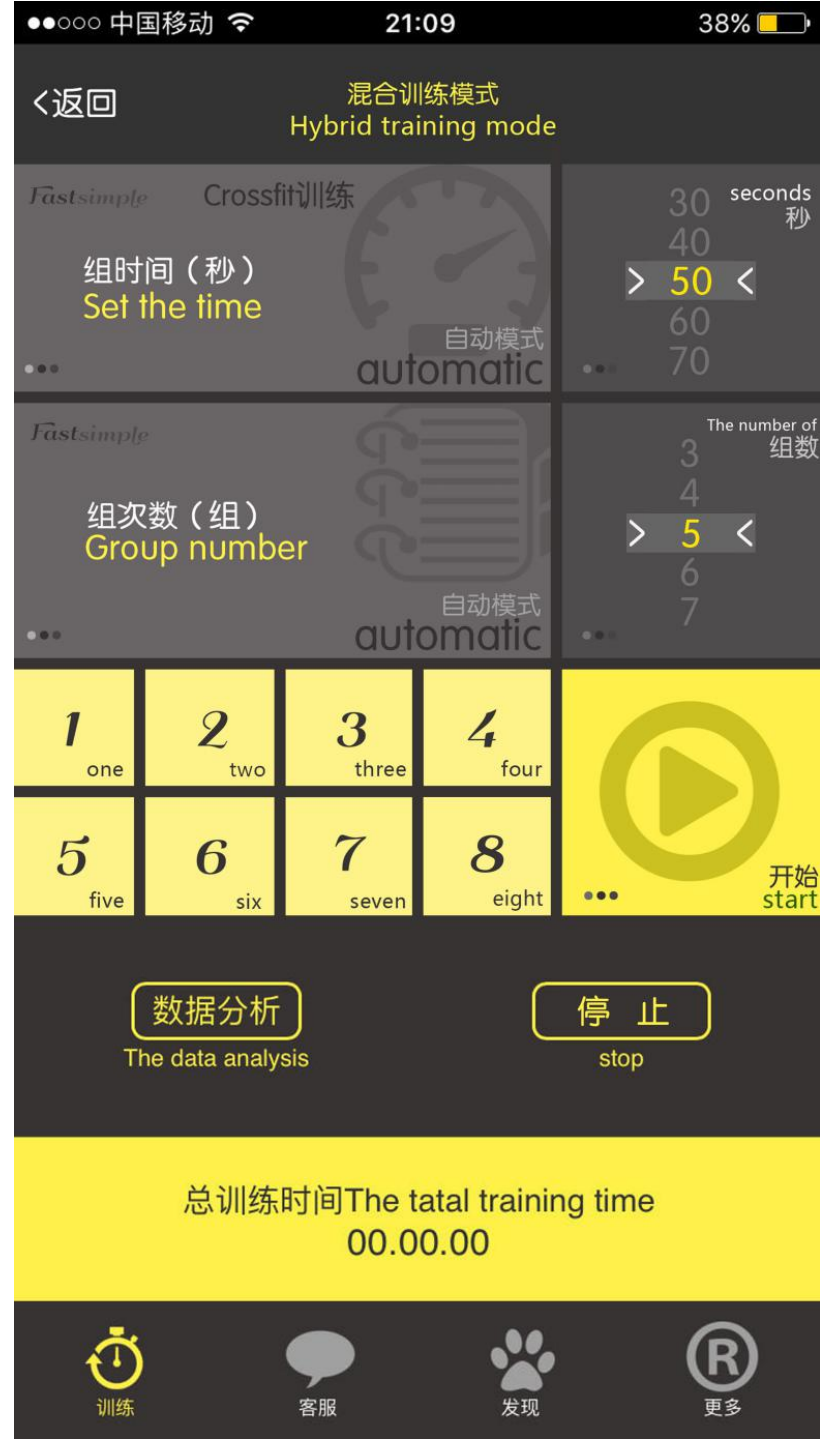 中国移动 21:09 38%
<返回
混合训练模式
Hybrid training mode
Fastsimple Crossfit训练
组时间（秒）
Set the time
自动模式
automatic
seconds
秒
30
40
> 50 <
60
70
Fastsimple
组次数（组）
Group number
自动模式
automatic
The number of
组数
3
4
> 5 <
6
7
1 one
2 two
3 three
4 four
5 five
6 six
7 seven
8 eight
开始
start
数据分析
The data analysis
停 止
stop
总训练时间The tatal training time
00.00.00
训练
客服
发现
R
更多